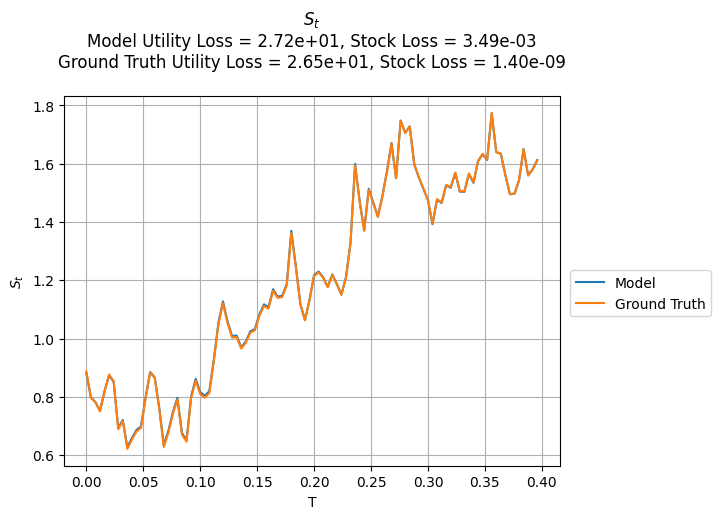 S_t
Model Utility Loss = 2.72e+01, Stock Loss = 3.49e-03
Ground Truth Utility Loss = 2.65e+01, Stock Loss = 1.40e-09
1.8
1.6
1.4
1.2
1.0
0.8
0.6
S_t
0.00 0.05 0.10 0.15 0.20 0.25 0.30 0.35 0.40
T
Model
Ground Truth